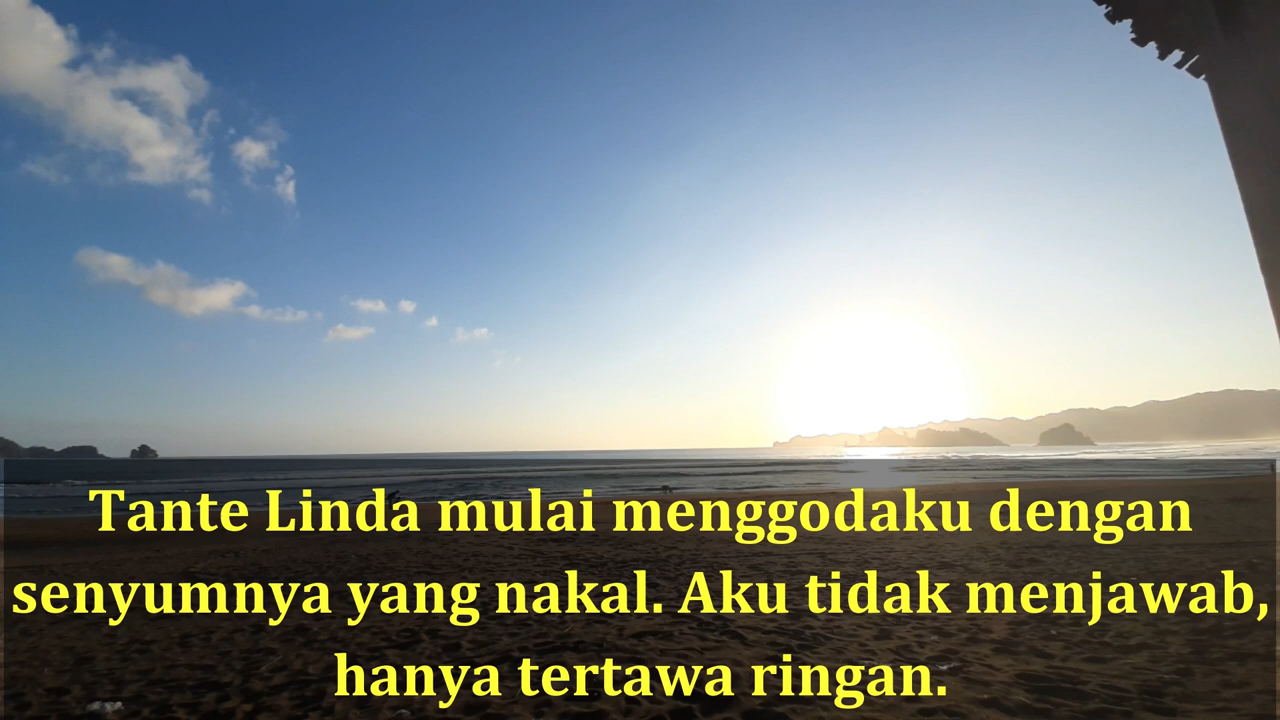 Tante Linda mulai menggodaku dengan
senyumnya yang nakal. Aku tidak menjawab,
hanya tertawa ringan.